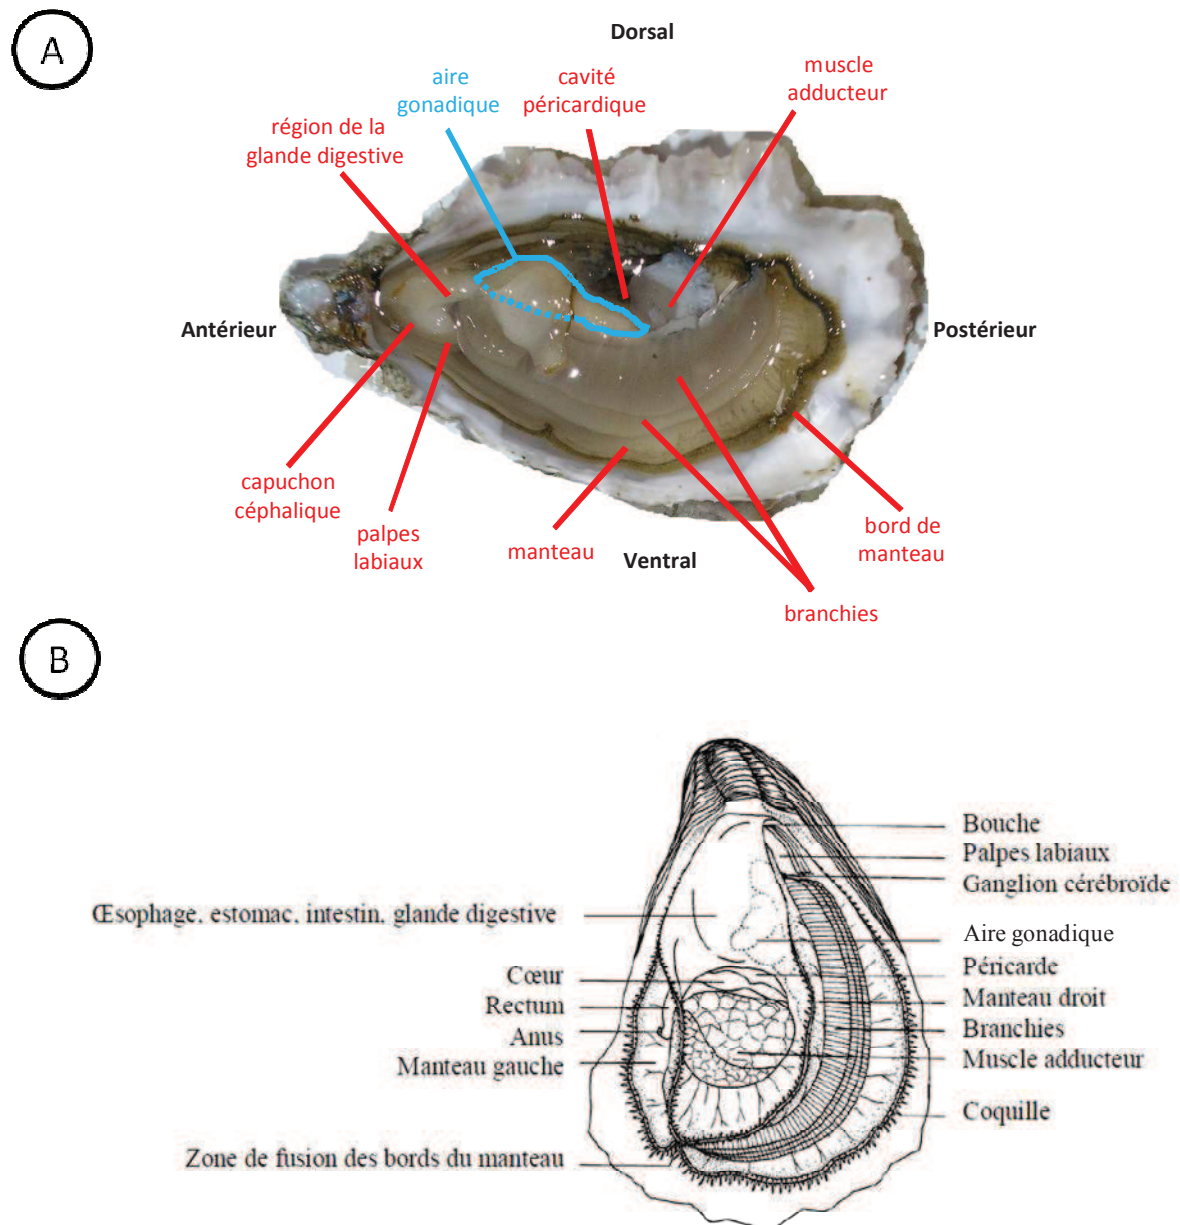 A
Dorsal
aire
gonadique
cavité
péricardique
muscle
adducteur
région de la
glande digestive
Antérieur
Postérieur
capuchon
céphalique
palpes
labiaux
manteau
Ventral
bord de
manteau
branchies
B
Bouche
Palpes labiaux
Ganglion cérébroïde
Œsophage, estomac, intestin, glande digestive
Aire gonadique
Cœur
Péricarde
Rectum
Manteau droit
Anus
Branchies
Manteau gauche
Muscle adducteur
Coquille
Zone de fusion des bords du manteau